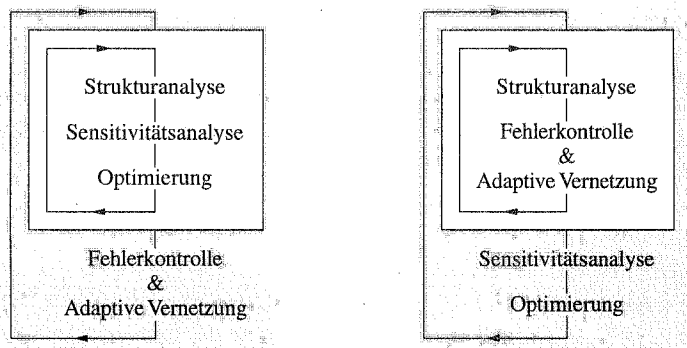 Strukturanalyse
Sensitivitätsanalyse
Optimierung
Fehlerkontrolle
&
Adaptive Vernetzung
Strukturanalyse
Fehlerkontrolle
&
Adaptive Vernetzung
Sensitivitätsanalyse
Optimierung